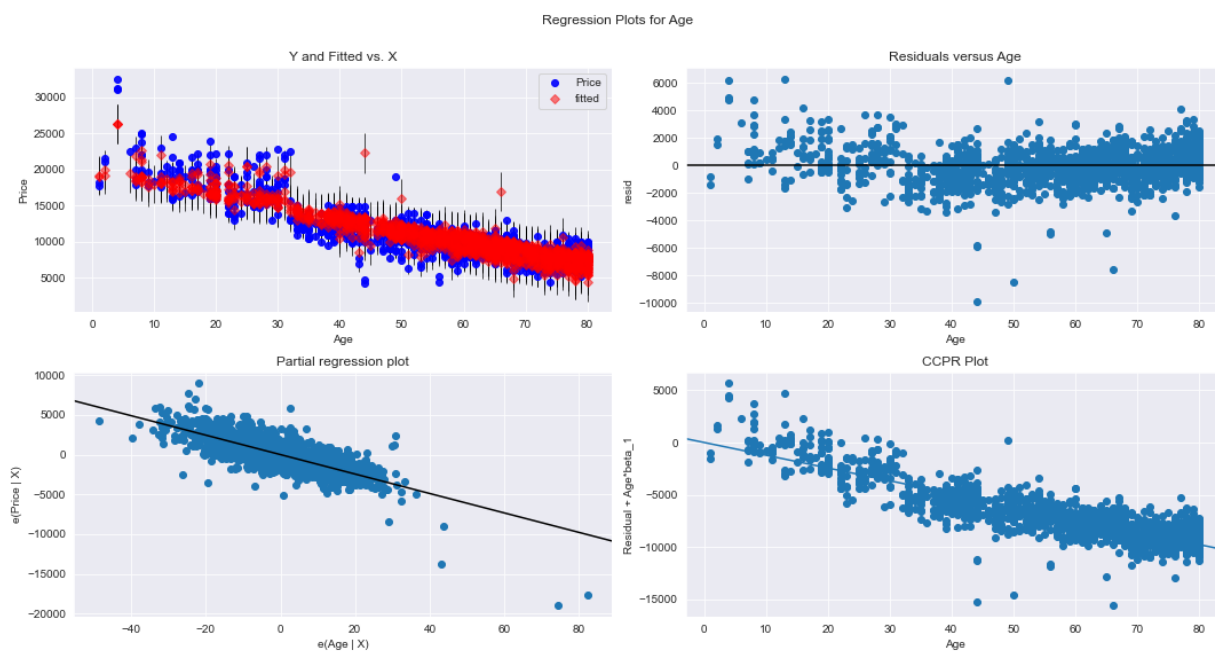 Regression Plots for Age
Y and Fitted vs. X
Price
fitted
Price
30000
25000
20000
15000
10000
5000
0 10 20 30 40 50 60 70 80
Age
Residuals versus Age
resid
6000
4000
2000
0
−2000
−4000
−6000
−8000
−10000
0 10 20 30 40 50 60 70 80
Age
Partial regression plot
e(Price | X)
10000
5000
0
−5000
−10000
−15000
−20000
−40 −20 0 20 40 60 80
e(Age | X)
CCPR Plot
Residual + Age*beta_1
5000
0
−5000
−10000
−15000
0 10 20 30 40 50 60 70 80
Age